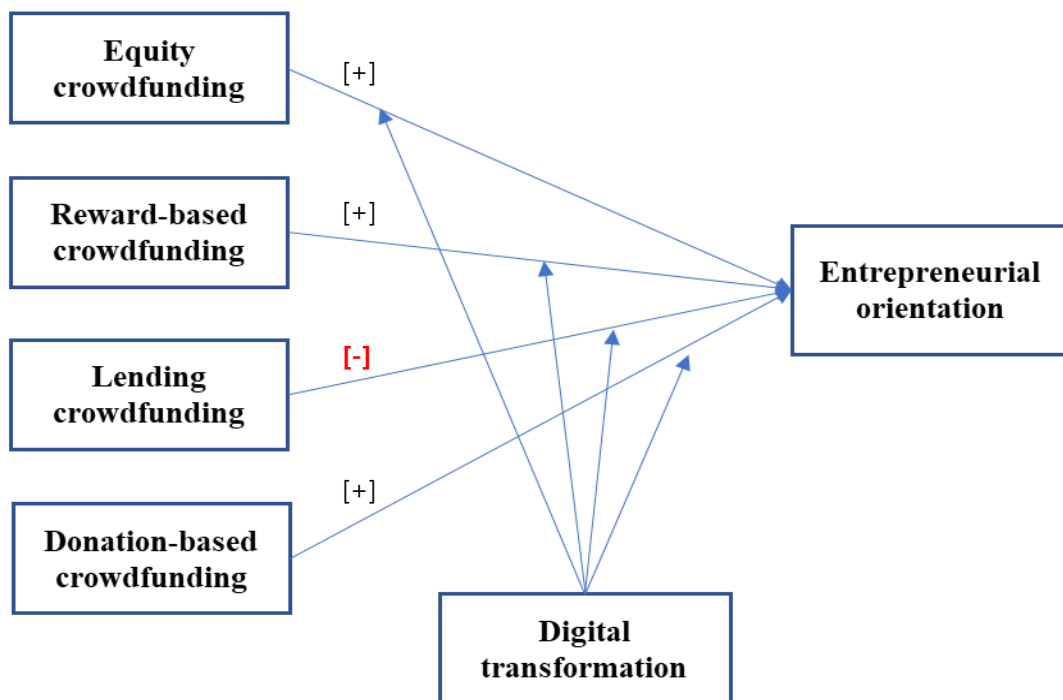 Equity
crowdfunding
[+]
Reward-based
crowdfunding
[+]
Lending
crowdfunding
[-]
Donation-based
crowdfunding
[+]
Entrepreneurial
orientation
Digital
transformation